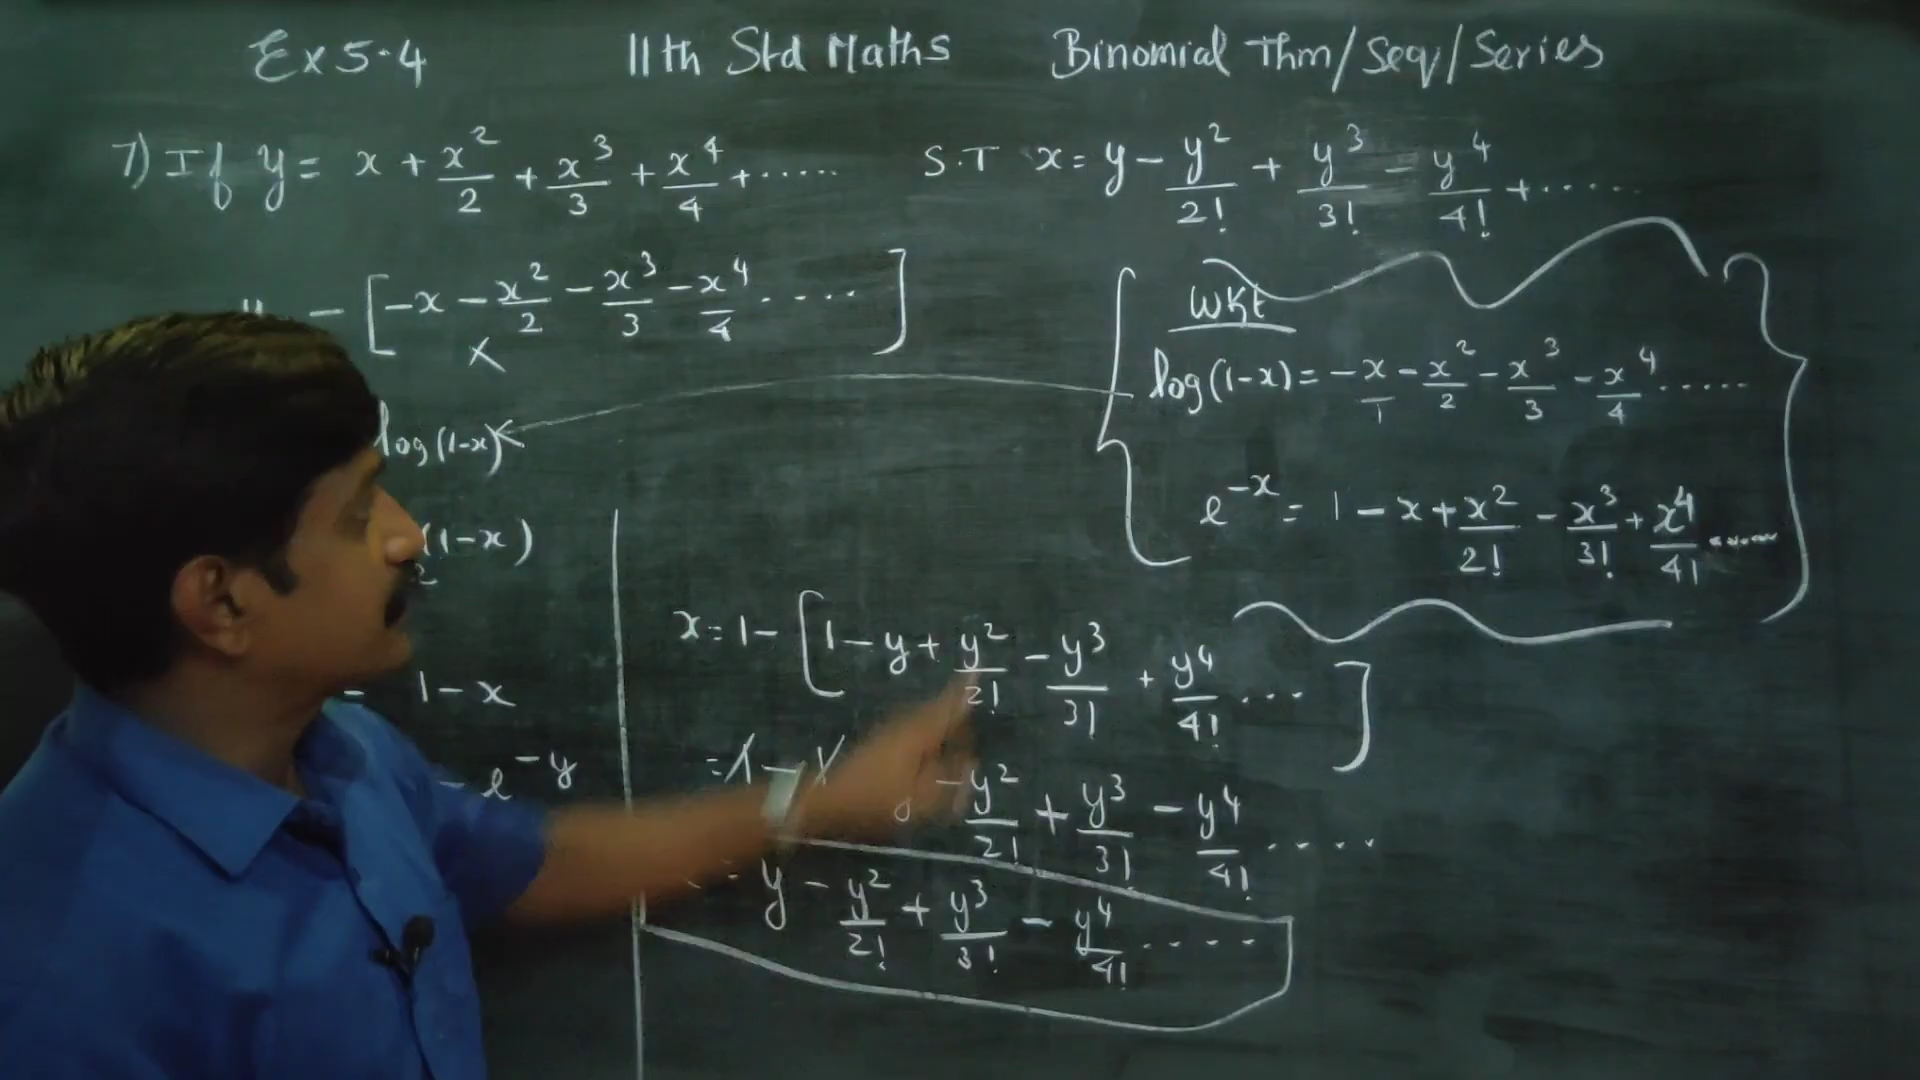 Ex 5.4 11th Std Maths Binomial Thm/Seq/Series
7) If y = x + x²/2 + x³/3 + x⁴/4 + ..... S.T x = y - y²/2! + y³/3! - y⁴/4! + .....
- [-x - x²/2 - x³/3 - x⁴/4 ....]
WKt
log(1-x) = -x/1 - x²/2 - x³/3 - x⁴/4 .....
log(1-x)
e^-x = 1 - x + x²/2! - x³/3! + x⁴/4! .....
(1-x)
= 1-x
- e^-y
x = 1 - [1 - y + y²/2! - y³/3! + y⁴/4! ...]
= 1 - 1 y - y²/2! + y³/3! - y⁴/4! ....
= y - y²/2! + y³/3! - y⁴/4! ....